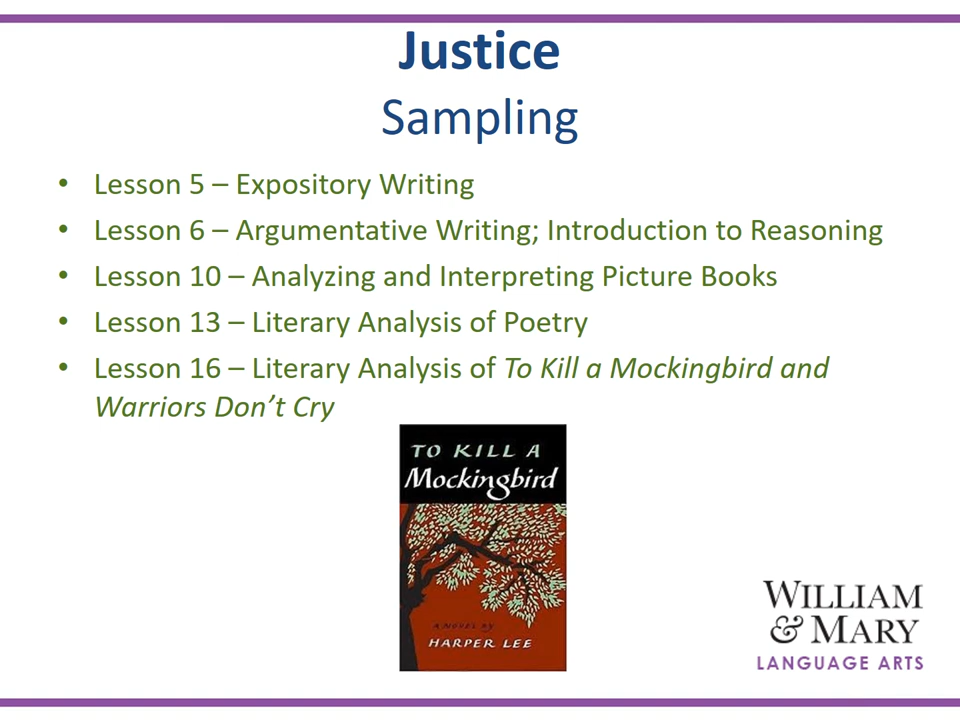 Justice
Sampling
• Lesson 5 – Expository Writing
• Lesson 6 – Argumentative Writing; Introduction to Reasoning
• Lesson 10 – Analyzing and Interpreting Picture Books
• Lesson 13 – Literary Analysis of Poetry
• Lesson 16 – Literary Analysis of To Kill a Mockingbird and
Warriors Don’t Cry
TO KILL A
Mockingbird
A NOVEL BY
HARPER LEE
WILLIAM
& MARY
LANGUAGE ARTS